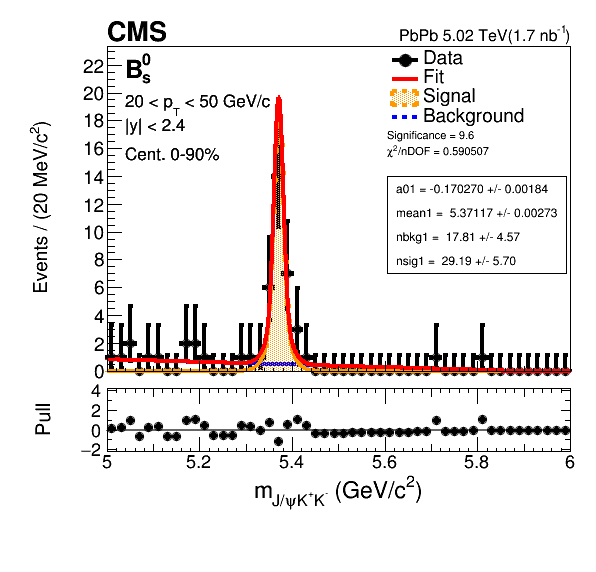 CMS
PbPb 5.02 TeV(1.7 nb⁻¹)
B⁰ₛ
20 < p_T < 50 GeV/c
|y| < 2.4
Cent. 0-90%
Data
Fit
Signal
Background
Significance = 9.6
χ²/nDOF = 0.590507
a01 = -0.170270 +/- 0.00184
mean1 = 5.37117 +/- 0.00273
nbkg1 = 17.81 +/- 4.57
nsig1 = 29.19 +/- 5.70
Events / (20 MeV/c²)
22
20
18
16
14
12
10
8
6
4
2
0
Pull
4
2
0
−2
5 5.2 5.4 5.6 5.8 6
m_{J/ψK⁺K⁻} (GeV/c²)